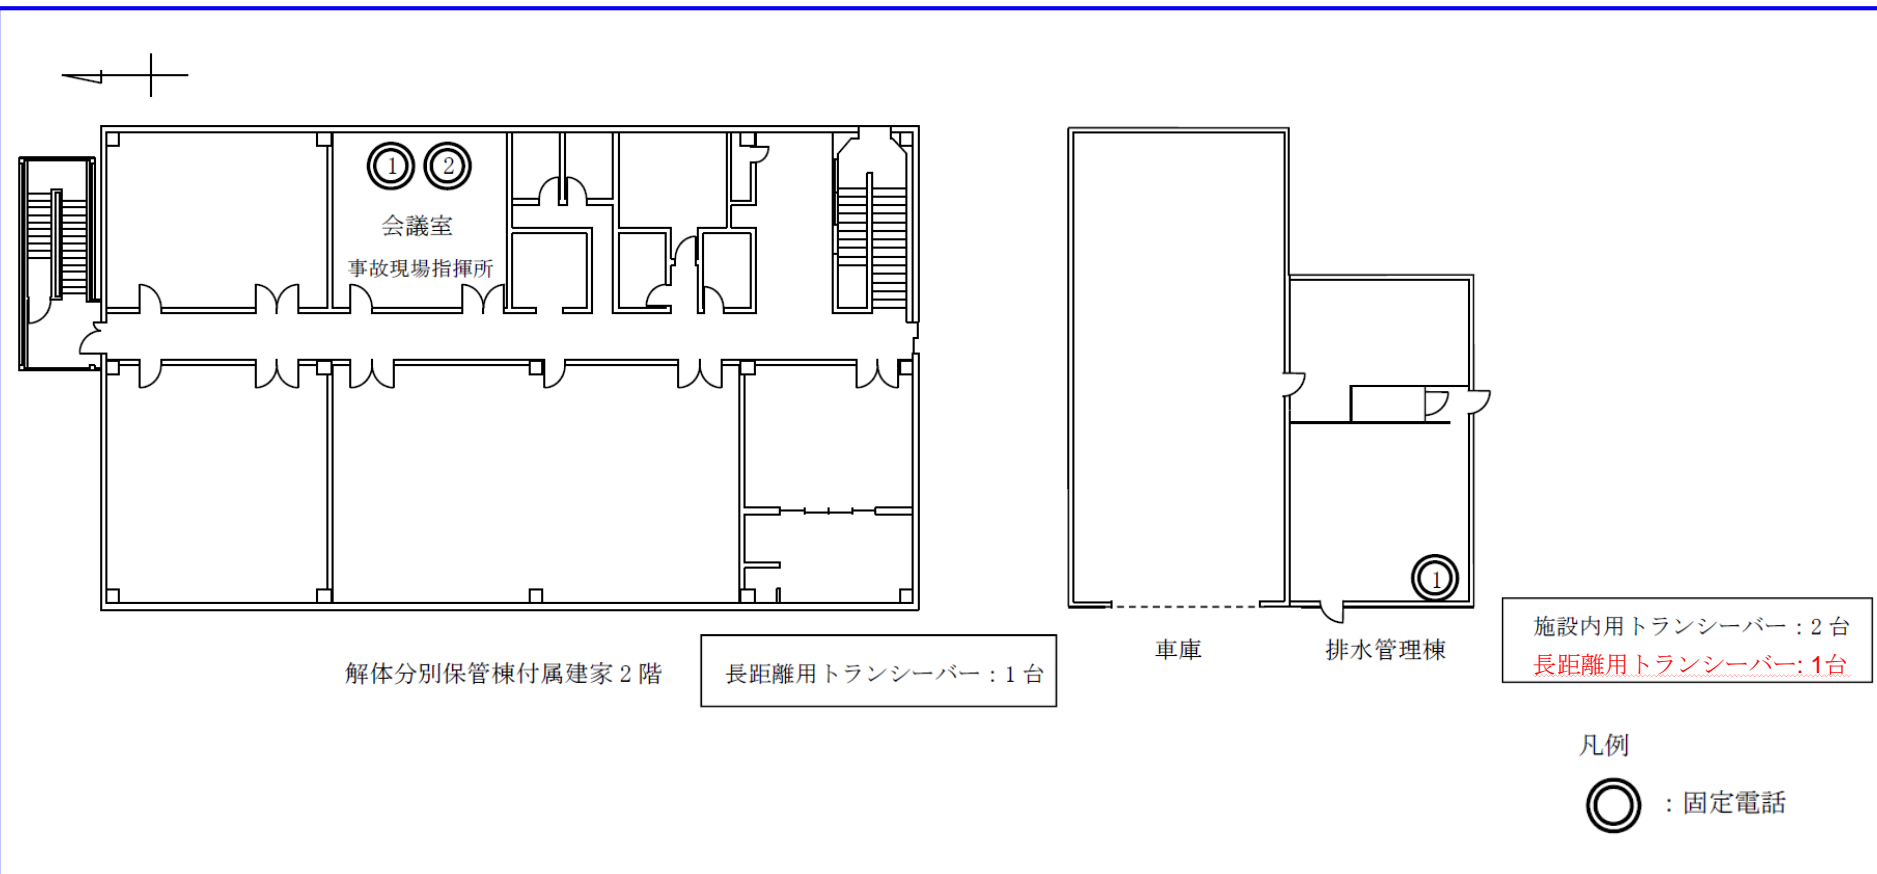 1
2
会議室
事故現場指揮所
解体分別保管棟付属建家２階
長距離用トランシーバー：1 台
1
車庫
排水管理棟
施設内用トランシーバー：2 台
長距離用トランシーバー: 1台
凡例
：固定電話